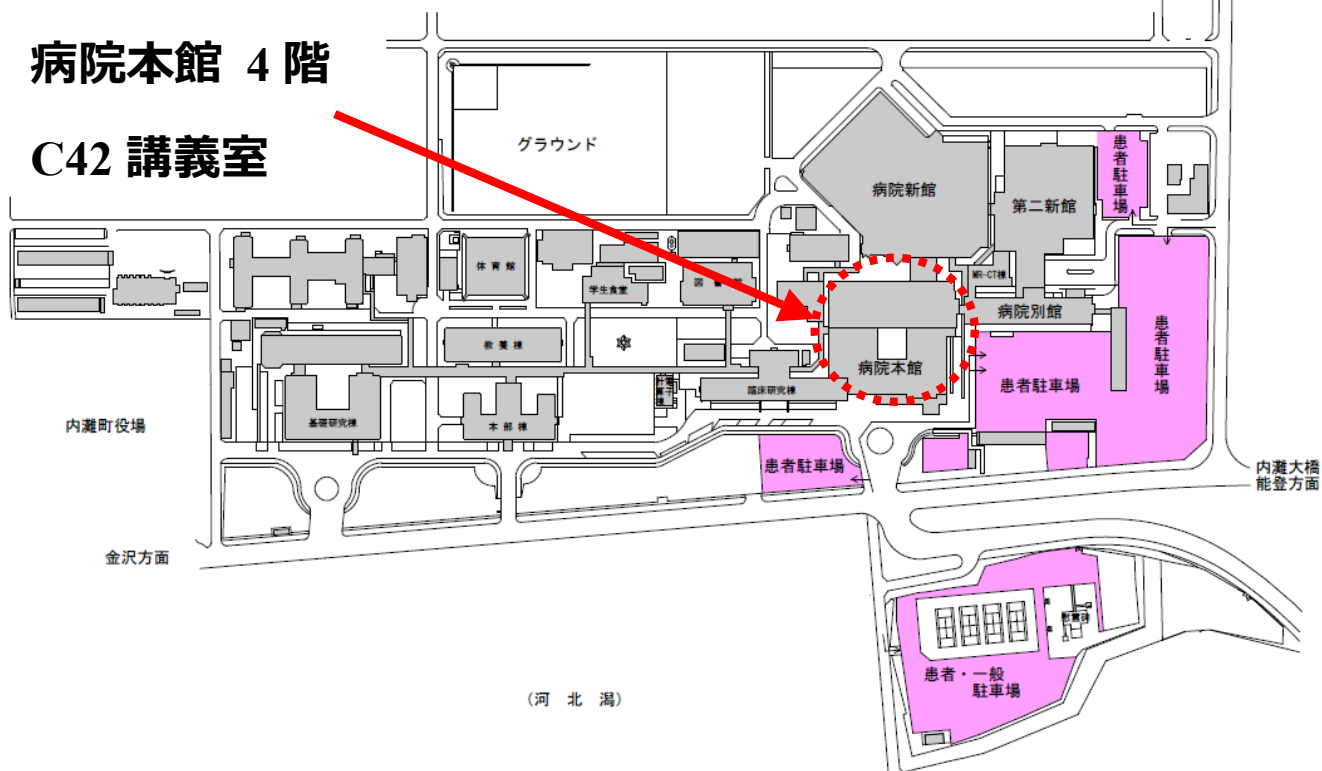 病院本館 4 階
C42 講義室
グラウンド
病院新館
第二新館
患者駐車場
体育館
学生食堂
MR-CT棟
病院別館
患者駐車場
教養棟
病院本館
患者駐車場
臨床研究棟
基礎研究棟
本部棟
内灘町役場
患者駐車場
内灘大橋
能登方面
金沢方面
慰霊碑
患者・一般
駐車場
(河 北 潟)